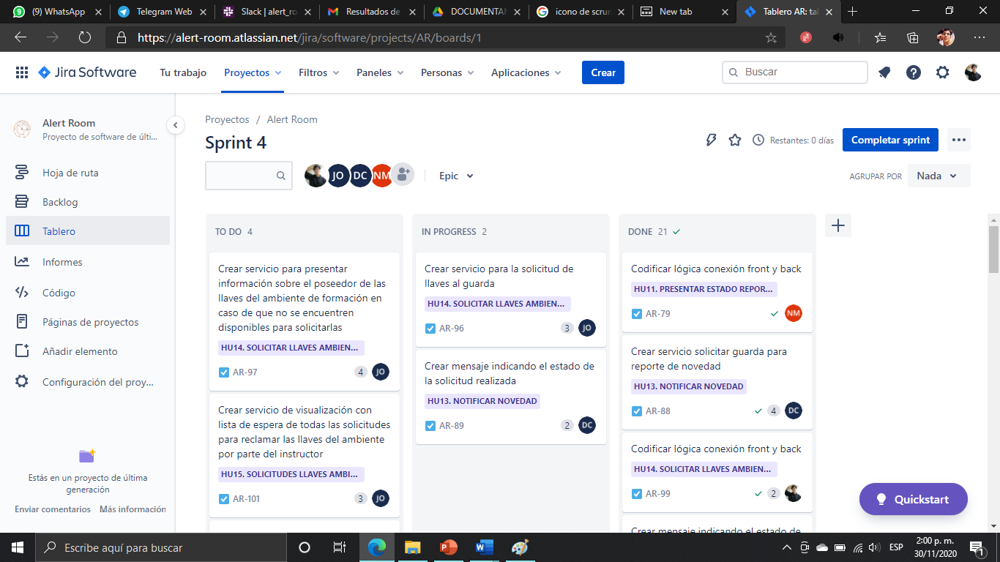 (9) WhatsApp
Telegram Web
Slack | alert_ro
Resultados de
DOCUMENTAN
icono de scrun
New tab
Tablero AR: tab
https://alert-room.atlassian.net/jira/software/projects/AR/boards/1
Jira Software
Tu trabajo
Proyectos
Filtros
Paneles
Personas
Aplicaciones
Crear
Buscar
Alert Room
Proyecto de software de últi...
Hoja de ruta
Backlog
Tablero
Informes
Código
Páginas de proyectos
Añadir elemento
Configuración del proy...
Estás en un proyecto de última
generación
Enviar comentarios Más información
Proyectos / Alert Room
Sprint 4
Restantes: 0 días
Completar sprint
JO
DC
NM
Epic
AGRUPAR POR
Nada
TO DO 4
Crear servicio para presentar
información sobre el poseedor de las
llaves del ambiente de formación en
caso de que no se encuentren
disponibles para solicitarlas
HU14. SOLICITAR LLAVES AMBIEN...
AR-97 4 JO
Crear servicio de visualización con
lista de espera de todas las solicitudes
para reclamar las llaves del ambiente
por parte del instructor
HU15. SOLICITUDES LLAVES AMBI...
AR-101 3 JO
IN PROGRESS 2
Crear servicio para la solicitud de
llaves al guarda
HU14. SOLICITAR LLAVES AMBIEN...
AR-96 3 JO
Crear mensaje indicando el estado de
la solicitud realizada
HU13. NOTIFICAR NOVEDAD
AR-89 2 DC
DONE 21
Codificar lógica conexión front y back
HU11. PRESENTAR ESTADO REPOR...
AR-79 NM
Crear servicio solicitar guarda para
reporte de novedad
HU13. NOTIFICAR NOVEDAD
AR-88 4 DC
Codificar lógica conexión front y back
HU14. SOLICITAR LLAVES AMBIEN...
AR-99 2
Crear mensaje indicando el estado de
Quickstart
Escribe aquí para buscar
ESP
2:00 p. m.
30/11/2020
1